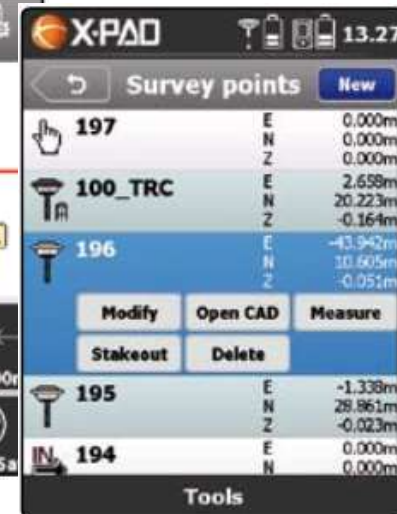 X-PAD 13.27
Survey points New
197 E 0.000m
N 0.000m
Z 0.000m
100_TRC E 2.658m
N 20.223m
Z -0.164m
196 E -43.942m
N 10.605m
Z -0.051m
Modify Open CAD Measure
Stakeout Delete
195 E -1.338m
N 28.861m
Z -0.023m
IN 194 E 0.000m
N 0.000m
Tools